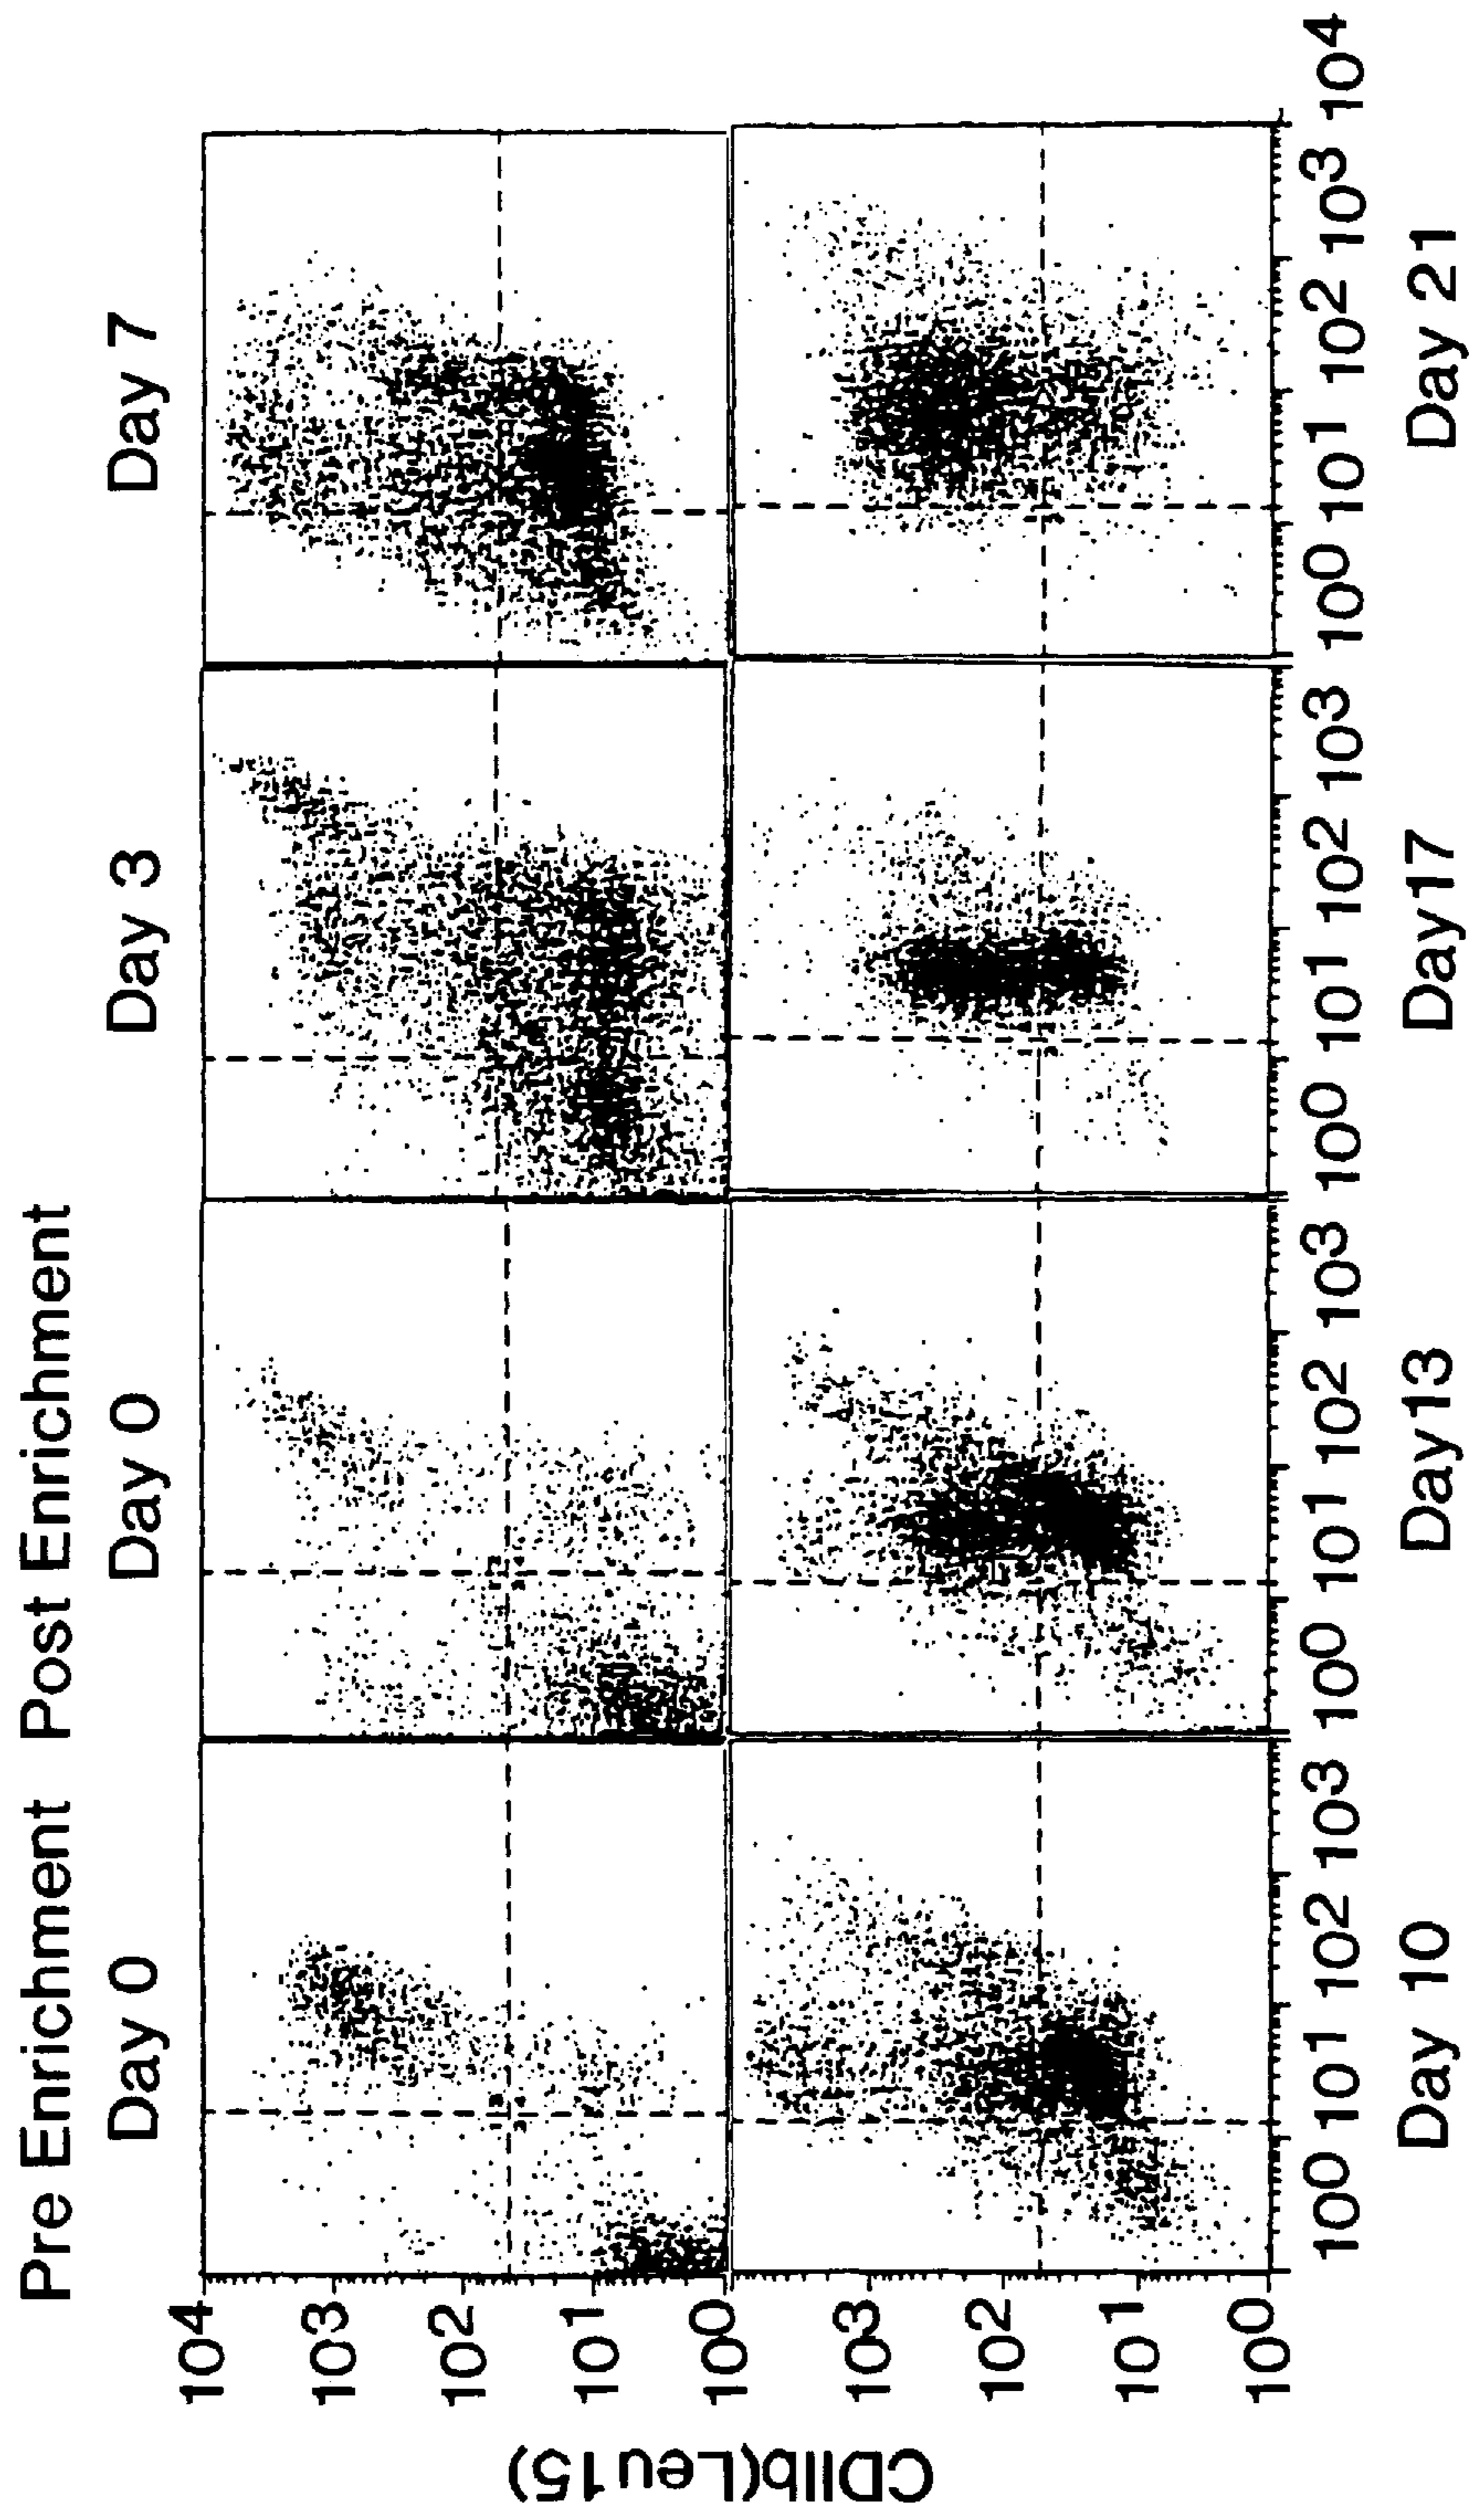 Pre Enrichment Post Enrichment
Day 0 Day 0 Day 3 Day 7
10⁴
10³
10²
10¹
10⁰
10³
10²
10¹
10⁰
CDIIb(Leu15)
10⁰ 10¹ 10² 10³ 10⁰ 10¹ 10² 10³ 10⁰ 10¹ 10² 10³ 10⁰ 10¹ 10² 10³ 10⁴
Day 10 Day13 Day17 Day 21